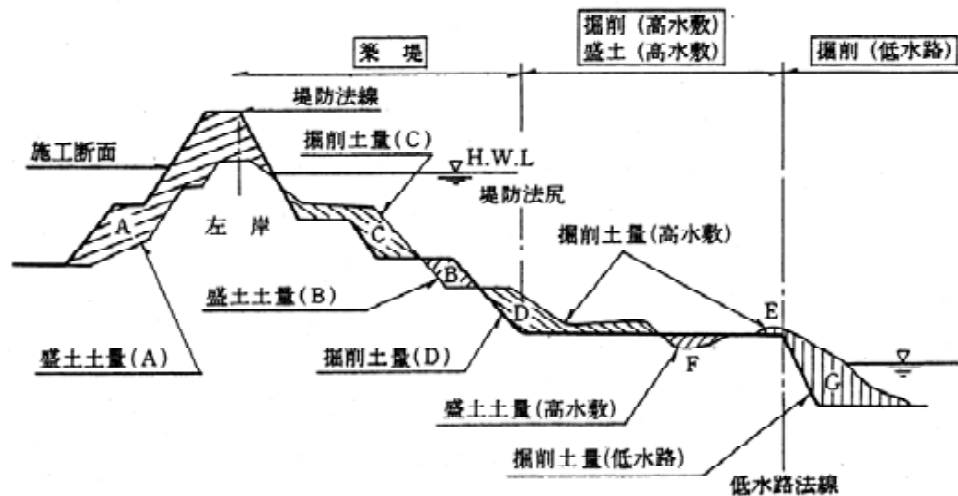 掘削(高水敷)
築 堤
盛土(高水敷)
掘削(低水路)
堤防法線
掘削土量(C)
H.W.L
施工断面
堤防法尻
A
左 岸
C
掘削土量(高水敷)
B
盛土土量(B)
D
E
盛土土量(A)
掘削土量(D)
F
G
盛土土量(高水敷)
掘削土量(低水路)
低水路法線